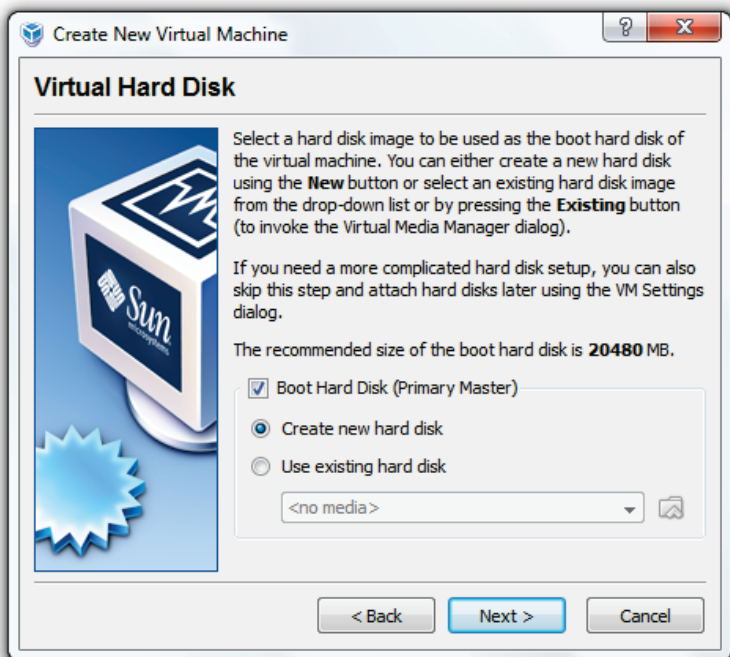 Create New Virtual Machine
Virtual Hard Disk
Select a hard disk image to be used as the boot hard disk of
the virtual machine. You can either create a new hard disk
using the New button or select an existing hard disk image
from the drop-down list or by pressing the Existing button
(to invoke the Virtual Media Manager dialog).
If you need a more complicated hard disk setup, you can also
skip this step and attach hard disks later using the VM Settings
dialog.
The recommended size of the boot hard disk is 20480 MB.
Sun
microsystems
Boot Hard Disk (Primary Master)
Create new hard disk
Use existing hard disk
<no media>
< Back
Next >
Cancel